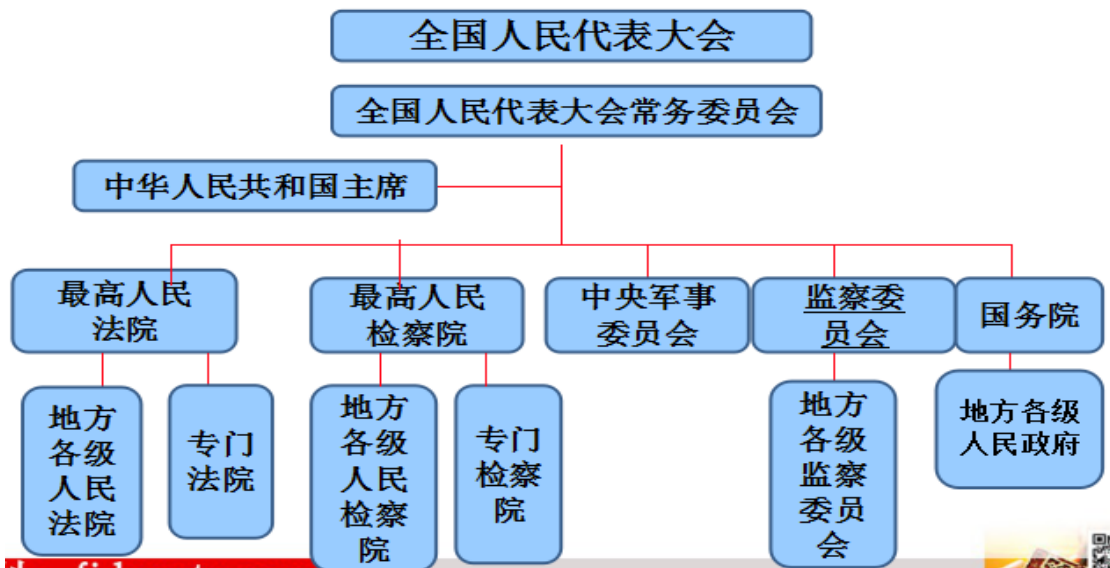 全国人民代表大会
全国人民代表大会常务委员会
中华人民共和国主席
最高人民
法院
最高人民
检察院
中央军事
委员会
监察委
员会
国务院
地方
各级
人民
法院
专门
法院
地方
各级
人民
检察
院
专门
检察
院
地方
各级
监察
委员
会
地方各级
人民政府